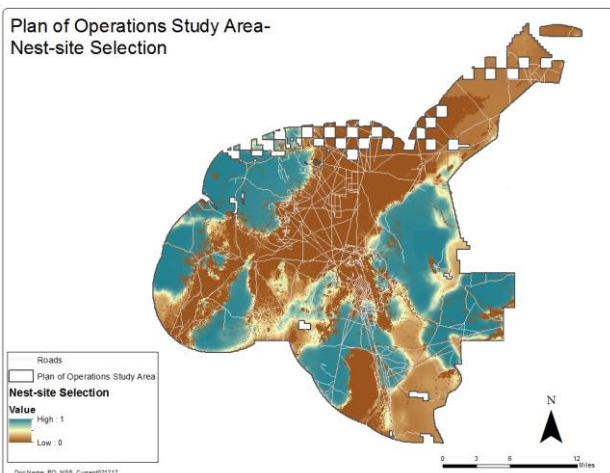 Plan of Operations Study Area-
Nest-site Selection
Roads
Plan of Operations Study Area
Nest-site Selection
Value
High : 1
Low : 0
N
0 3 6 12
Miles